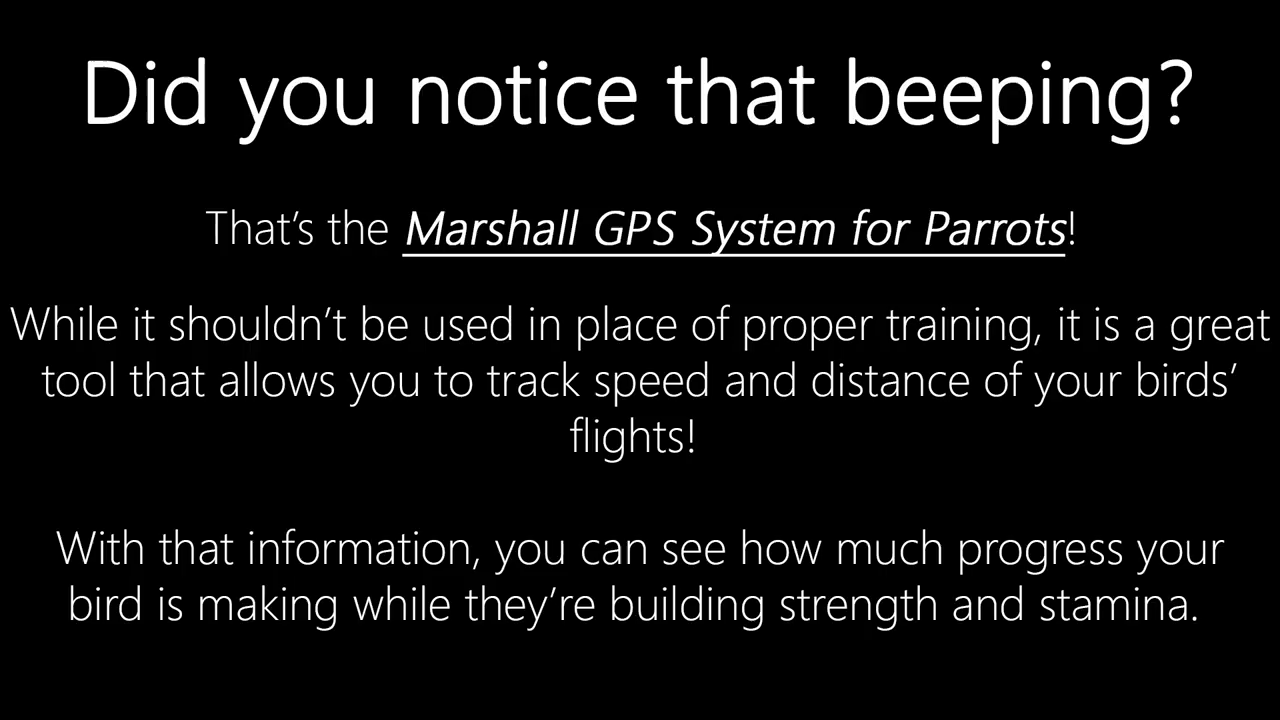 Did you notice that beeping?
That’s the Marshall GPS System for Parrots!
While it shouldn’t be used in place of proper training, it is a great
tool that allows you to track speed and distance of your birds’
flights!
With that information, you can see how much progress your
bird is making while they’re building strength and stamina.